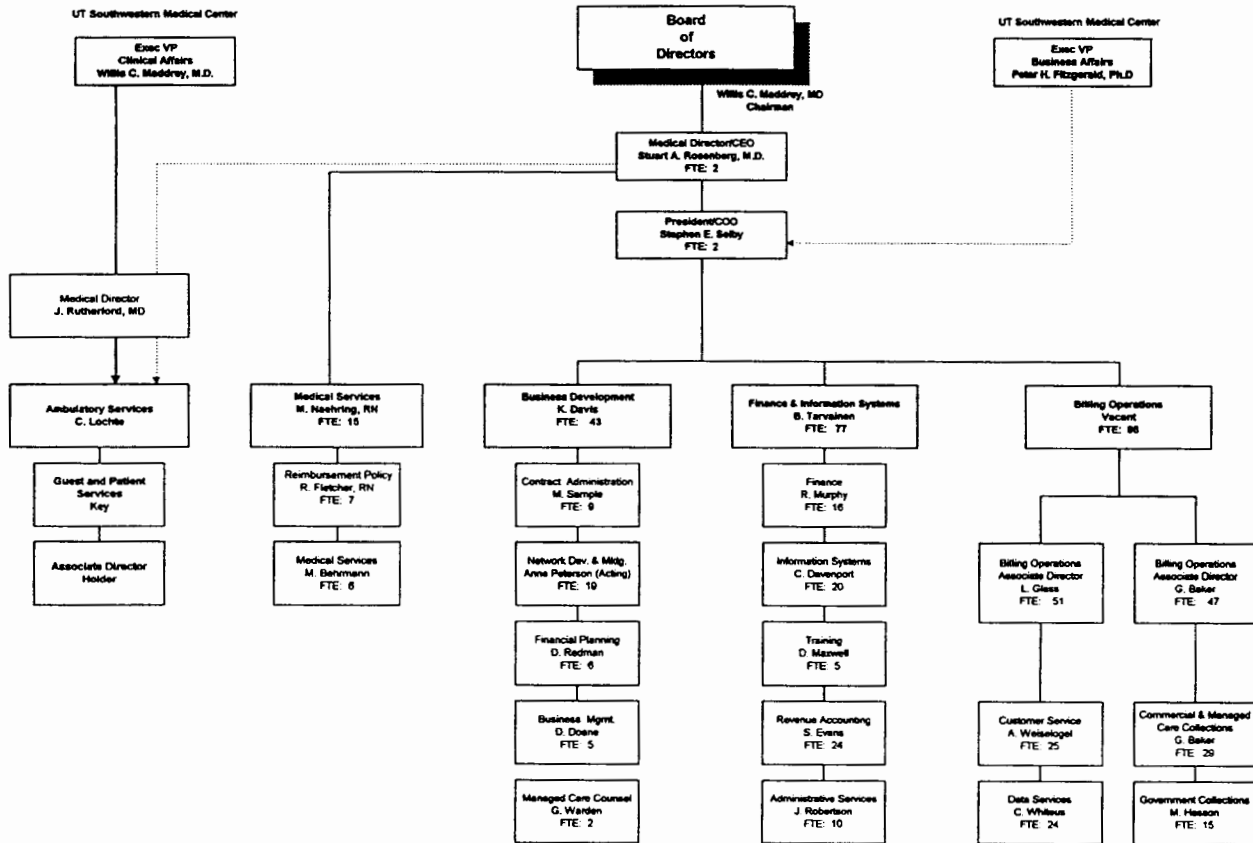 UT Southwestern Medical Center
Exec VP
Clinical Affairs
Willis C. Maddrey, M.D.
Board
of
Directors
Willis C. Maddrey, MD
Chairman
UT Southwestern Medical Center
Exec VP
Business Affairs
Peter H. Fitzgerald, Ph.D
Medical Director/CEO
Stuart A. Rosenberg, M.D.
FTE: 2
President/COO
Stephen E. Selby
FTE: 2
Medical Director
J. Rutherford, MD
Ambulatory Services
C. Lochte
Guest and Patient
Services
Key
Associate Director
Holder
Medical Services
M. Naehring, RN
FTE: 15
Reimbursement Policy
R. Fletcher, RN
FTE: 7
Medical Services
M. Behrmann
FTE: 6
Business Development
K. Davis
FTE: 43
Contract Administration
M. Sample
FTE: 9
Network Dev. & Mktg.
Anne Peterson (Acting)
FTE: 19
Financial Planning
D. Redman
FTE: 6
Business Mgmt.
D. Doane
FTE: 5
Managed Care Counsel
G. Warden
FTE: 2
Finance & Information Systems
B. Tarvainen
FTE: 77
Finance
R. Murphy
FTE: 16
Information Systems
C. Davenport
FTE: 20
Training
D. Maxwell
FTE: 5
Revenue Accounting
S. Evans
FTE: 24
Administrative Services
J. Robertson
FTE: 10
Billing Operations
Vacant
FTE:
Billing Operations
Associate Director
L. Glass
FTE: 51
Customer Service
A. Weiselogel
FTE: 25
Data Services
C. Whiteus
FTE: 24
Billing Operations
Associate Director
G. Baker
FTE: 47
Commercial & Managed
Care Collections
G. Baker
FTE: 29
Government Collections
M. Hasson
FTE: 15